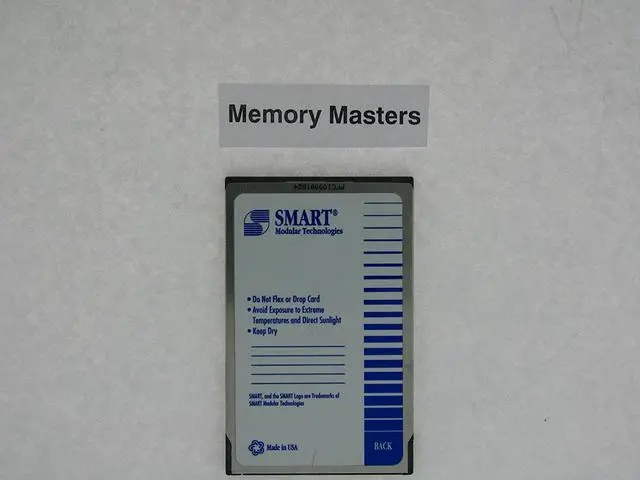 Memory Masters
SMART®
Modular Technologies
• Do Not Flex or Drop Card
• Avoid Exposure to Extreme
Temperatures and Direct Sunlight
• Keep Dry
SMART, and the SMART Logo are Trademarks of
SMART Modular Technologies
Made in USA
BACK